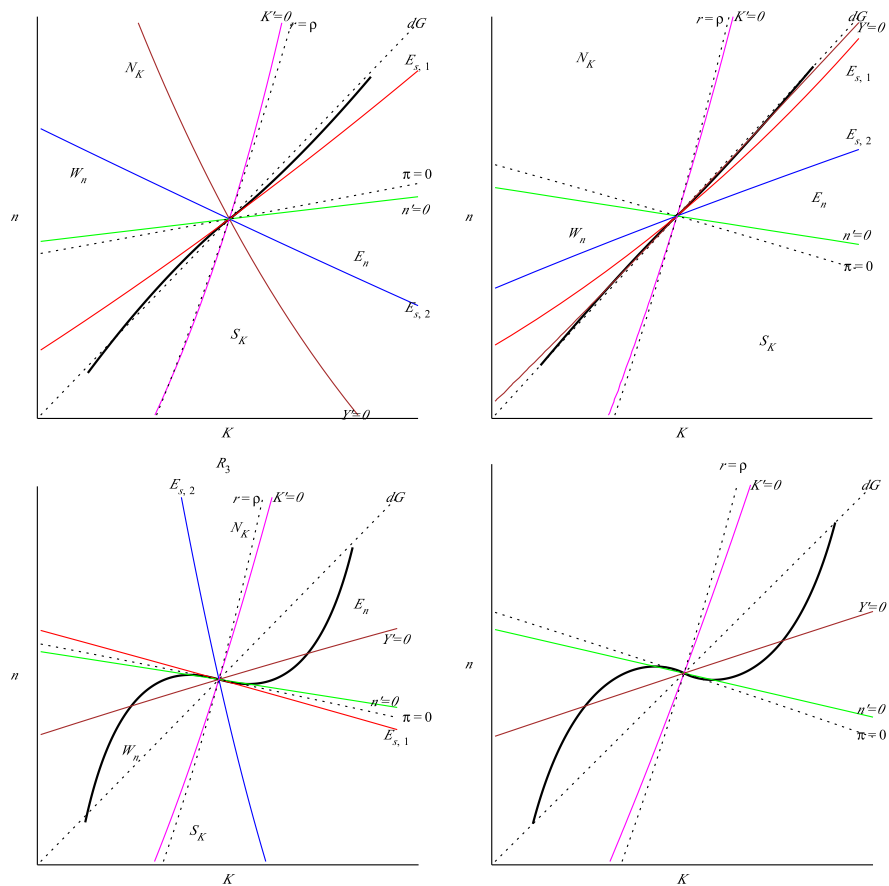 K'=0
r = ρ
dG
N_K
E_{s, 1}
W_n
π = 0
n'=0
n
E_n
E_{s, 2}
S_K
Y'=0
K
r = ρ
K'=0
dG
Y'=0
N_K
E_{s, 1}
E_{s, 2}
E_n
W_n
n'=0
π = 0
S_K
K
R_3
E_{s, 2}
r = ρ
K'=0
dG
N_K
E_n
Y'=0
n
n'=0
π = 0
E_{s, 1}
W_n
S_K
K
r = ρ
K'=0
dG
Y'=0
n
n'=0
π = 0
K